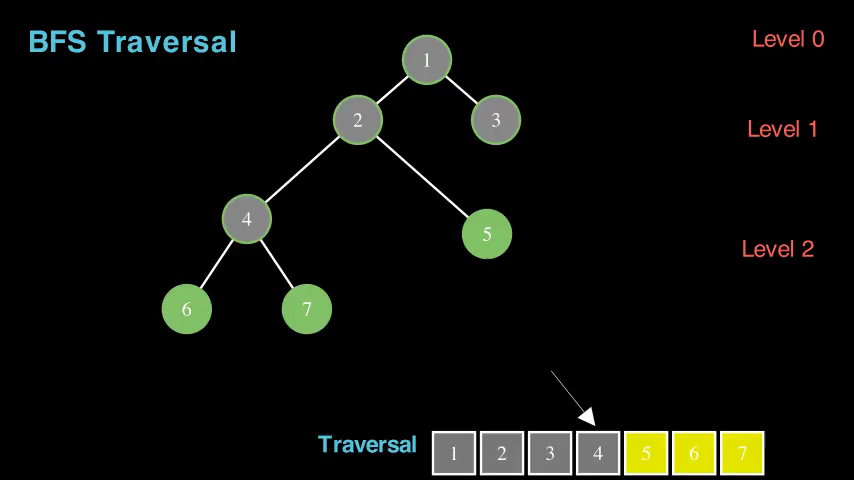 BFS Traversal
Level 0
1
2
3
Level 1
4
5
Level 2
6
7
Traversal
1 2 3 4 5 6 7